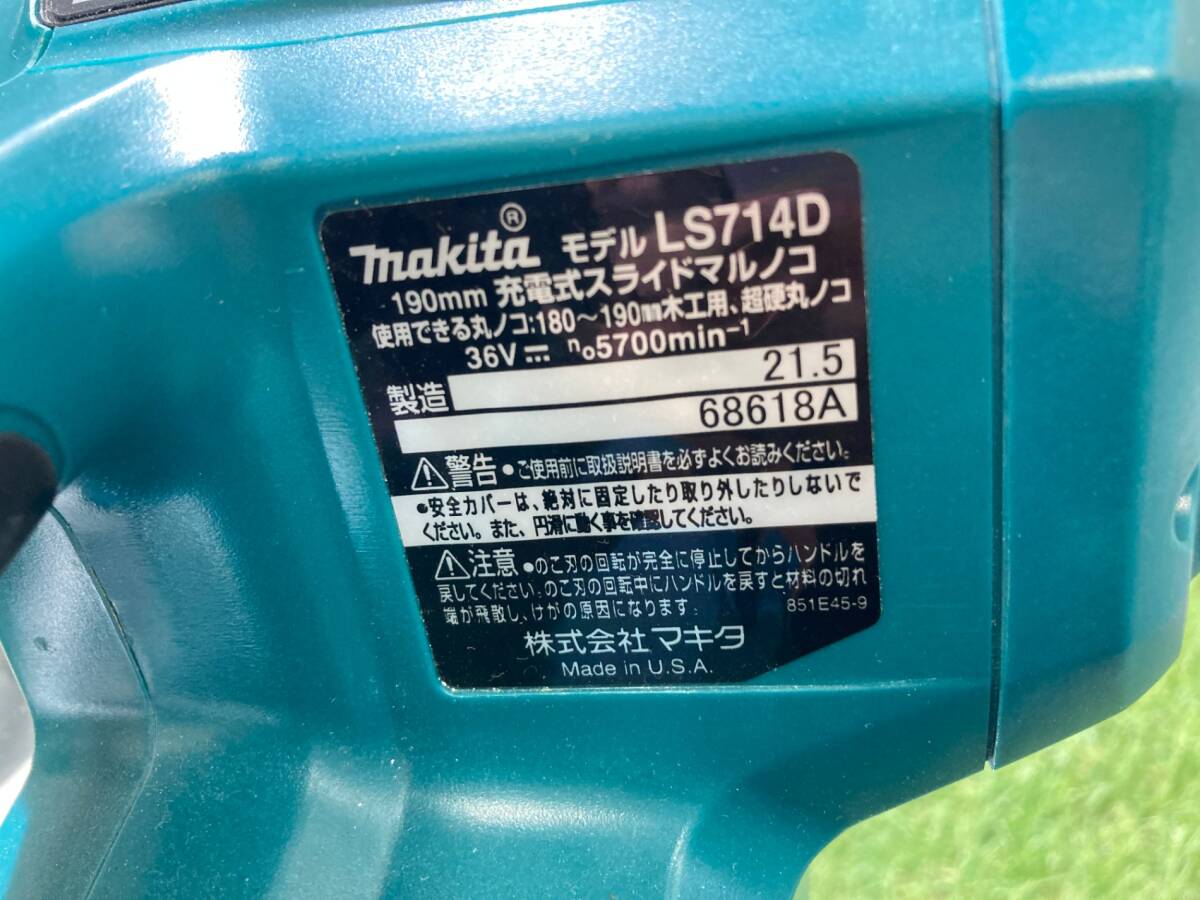 makita® モデル LS714D
190mm 充電式スライドマルノコ
使用できる丸ノコ:180〜190mm木工用、超硬丸ノコ
36V⎓ n₀5700min⁻¹
製造 21.5
68618A
⚠警告 ●ご使用前に取扱説明書を必ずよくお読みください。
●安全カバーは、絶対に固定したり取り外したりしないで
ください。また、円滑に動く事を確認してください。
⚠注意 ●のこ刃の回転が完全に停止してからハンドルを
戻してください。のこ刃の回転中にハンドルを戻すと材料の切れ
端が飛散し、けがの原因になります。 851E45-9
株式会社マキタ
Made in U.S.A.